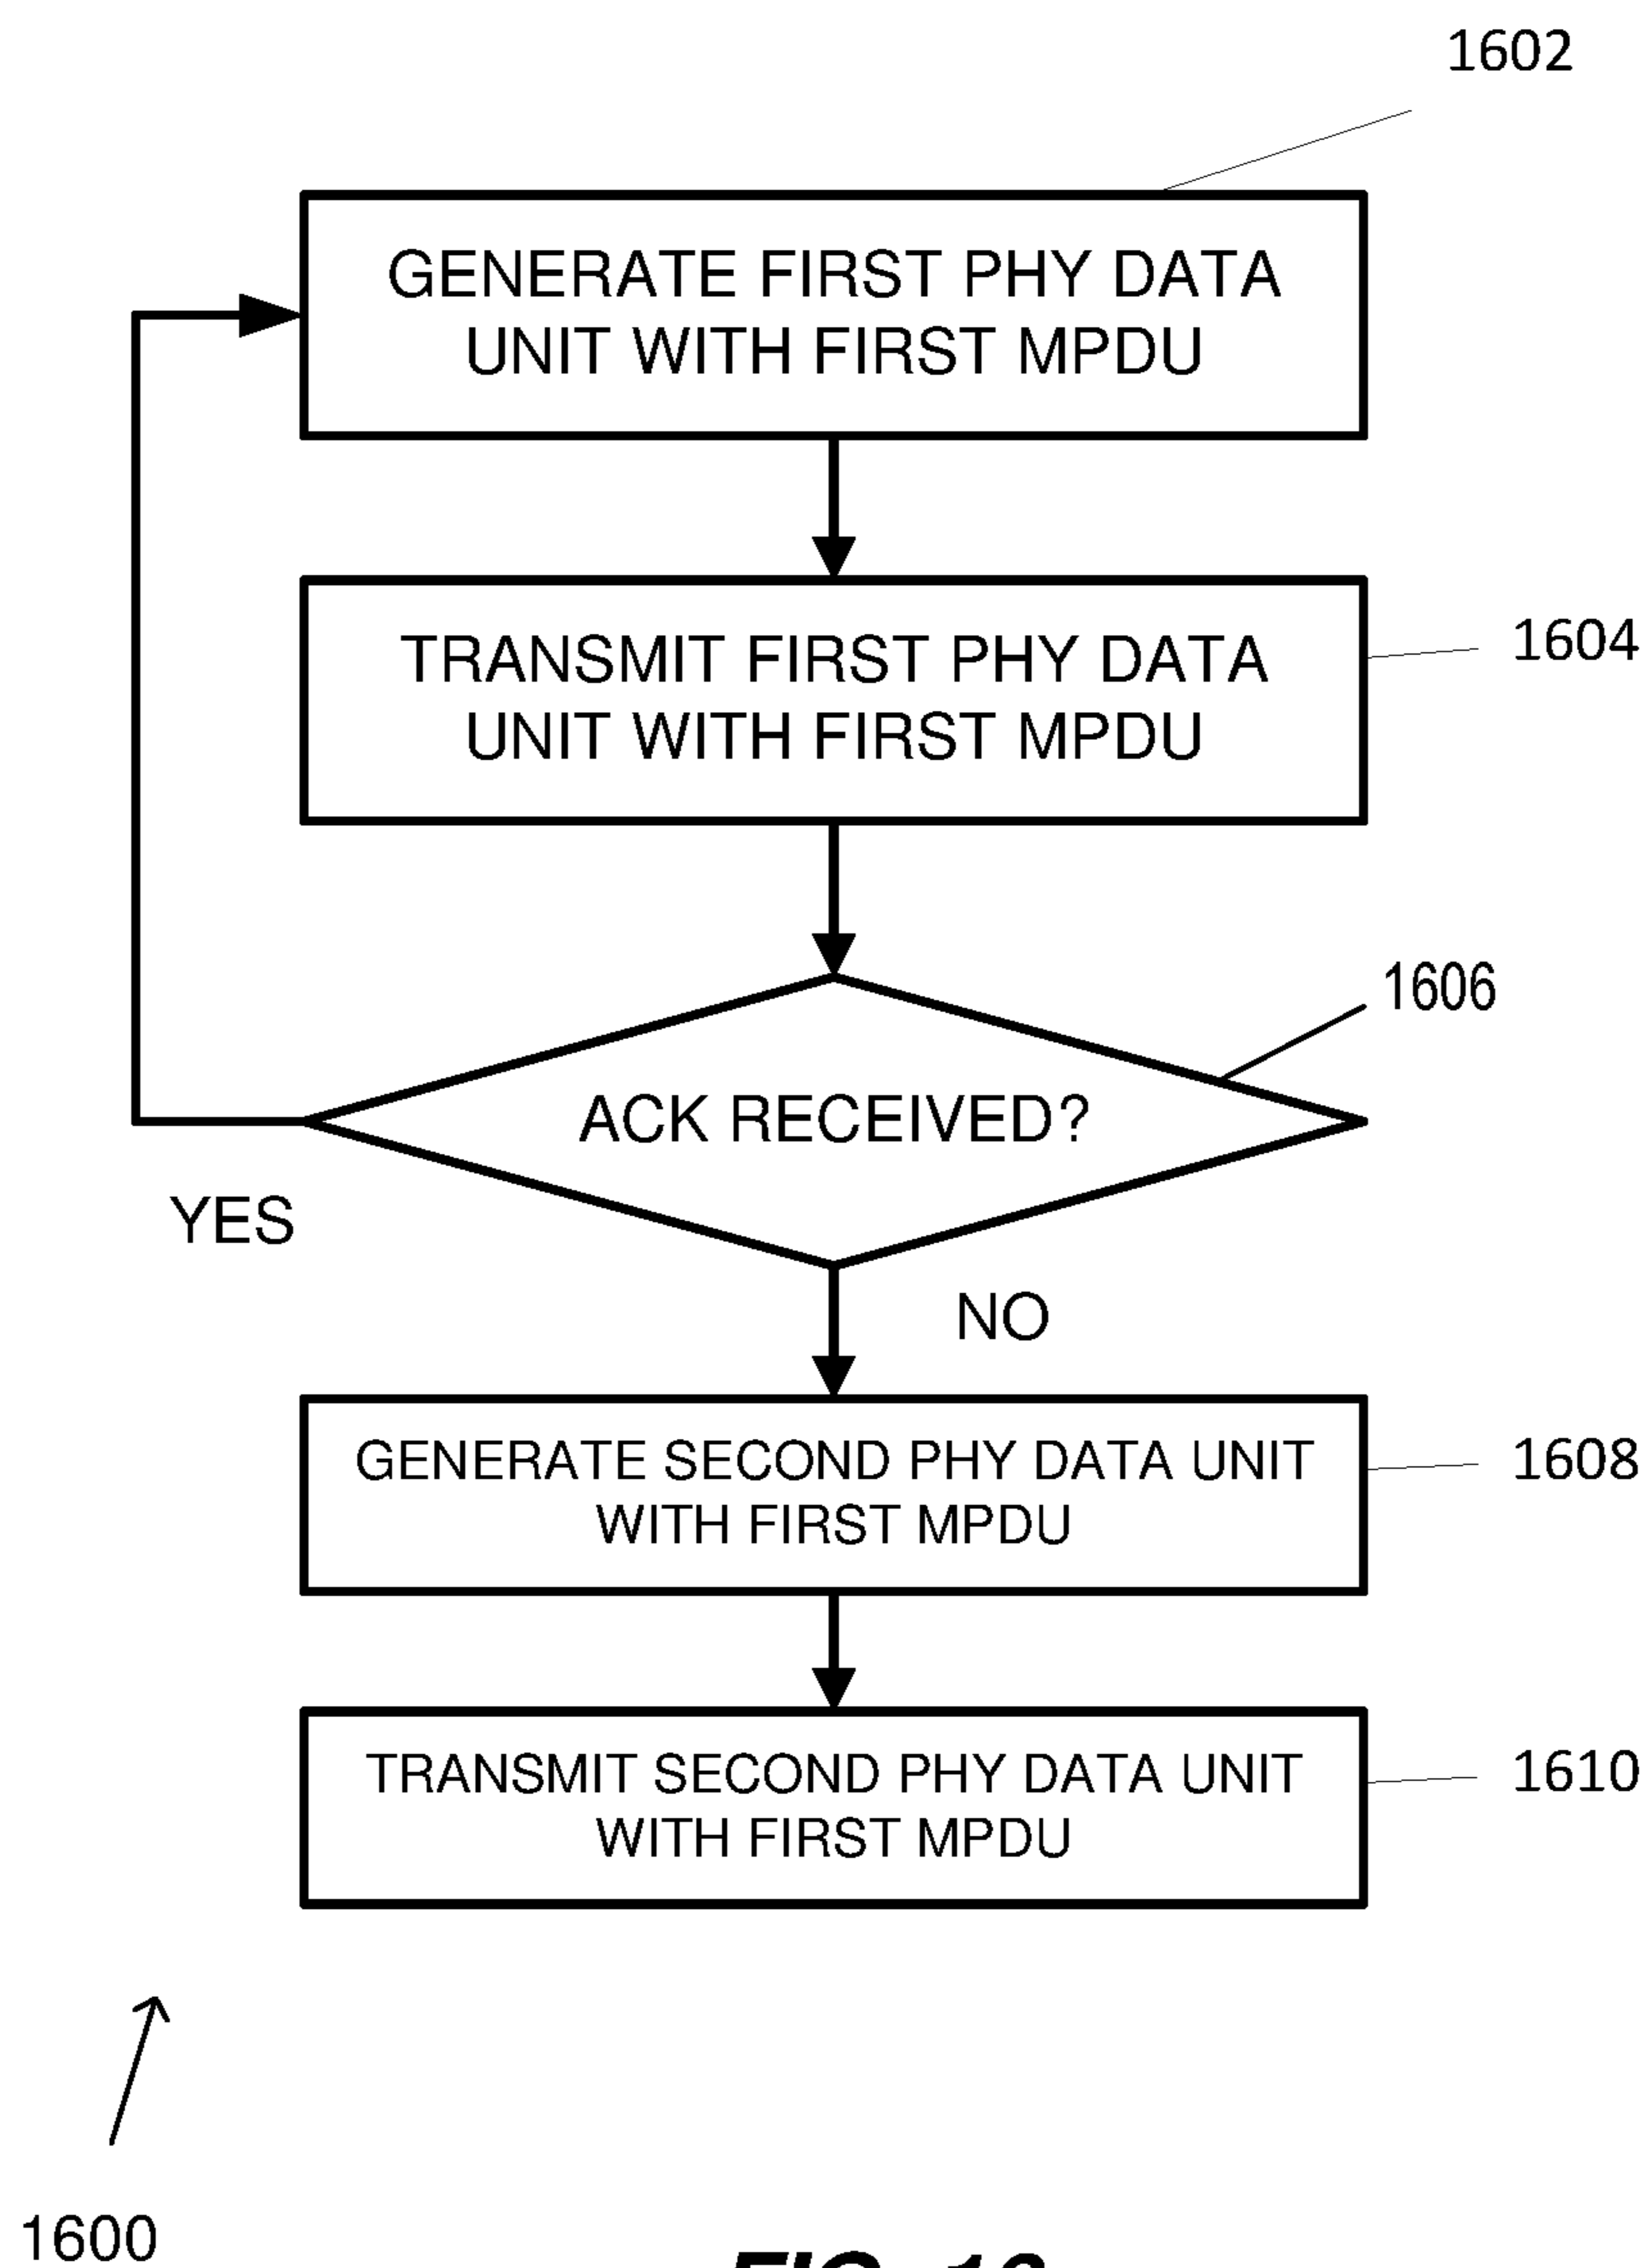 1602
GENERATE FIRST PHY DATA
UNIT WITH FIRST MPDU
TRANSMIT FIRST PHY DATA
UNIT WITH FIRST MPDU
1604
1606
ACK RECEIVED?
YES
NO
GENERATE SECOND PHY DATA UNIT
WITH FIRST MPDU
1608
TRANSMIT SECOND PHY DATA UNIT
WITH FIRST MPDU
1610
1600
FIG.